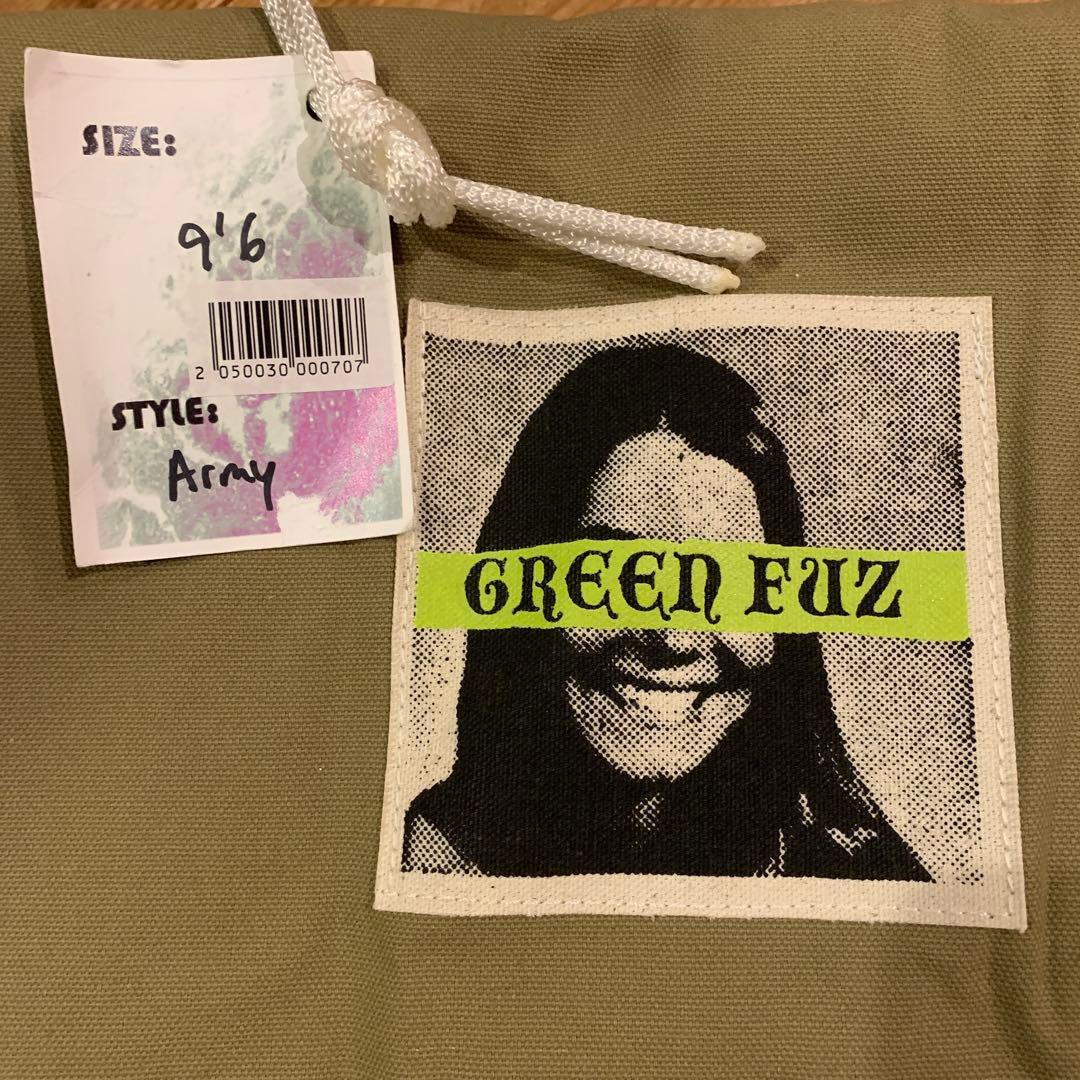 SIZE:
9'6
2 050030 000707
STYLE:
Army
GREEN FUZ